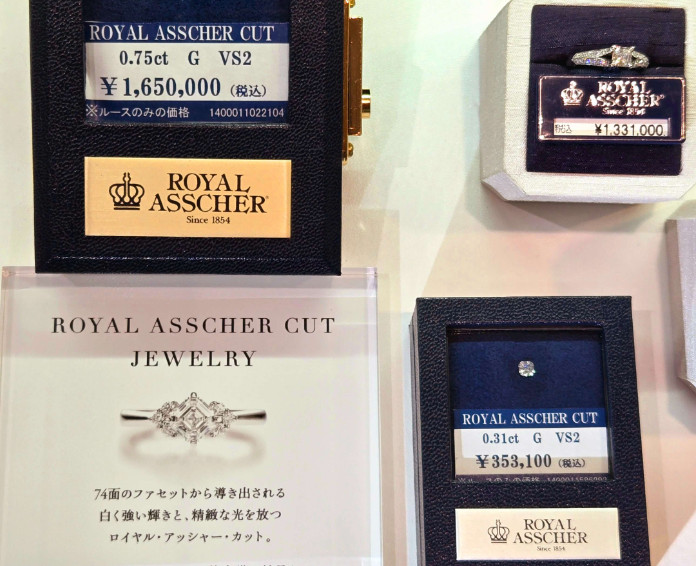 ROYAL ASSCHER CUT
0.75ct G VS2
¥1,650,000(税込)
※ルースのみの価格 1400011022104
ROYAL
ASSCHER
Since 1854
ROYAL
ASSCHER
Since 1854
税込 ¥1,331,000
ROYAL ASSCHER CUT
JEWELRY
74面のファセットから導き出される
白く強い輝きと、精緻な光を放つ
ロイヤル・アッシャー・カット。
ROYAL ASSCHER CUT
0.31ct G VS2
¥353,100(税込)
ROYAL
ASSCHER
Since 1854